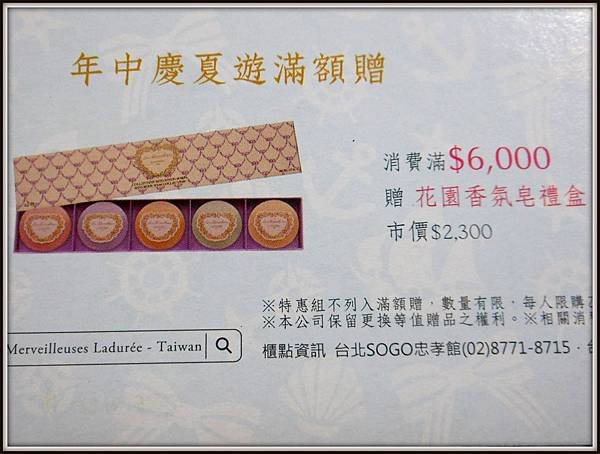 年中慶夏遊滿額贈
消費滿$6,000
贈 花園香氛皂禮盒
市價$2,300
※特惠組不列入滿額贈，數量有限，每人限購
※本公司保留更換等值贈品之權利。※相關消
Merveilleuses Ladurée - Taiwan
櫃點資訊 台北SOGO忠孝館(02)8771-8715．台